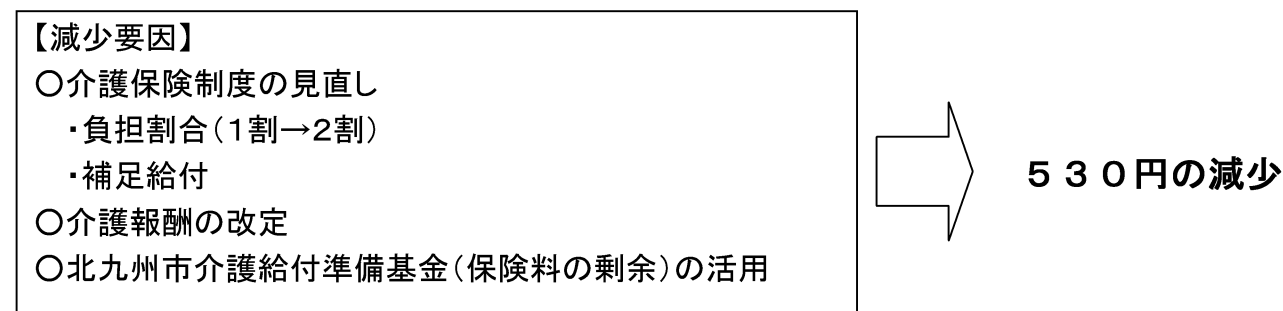 【減少要因】
○介護保険制度の見直し
・負担割合（１割→２割）
・補足給付
○介護報酬の改定
○北九州市介護給付準備基金（保険料の剰余）の活用
５３０円の減少